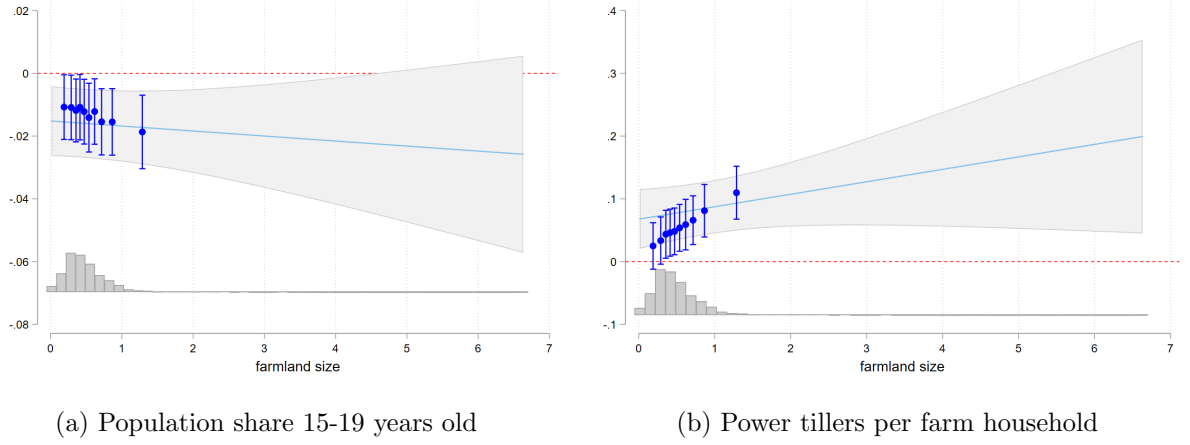 .02
0
-.02
-.04
-.06
-.08
0 1 2 3 4 5 6 7
farmland size
(a) Population share 15-19 years old
.4
.3
.2
.1
0
-.1
0 1 2 3 4 5 6 7
farmland size
(b) Power tillers per farm household